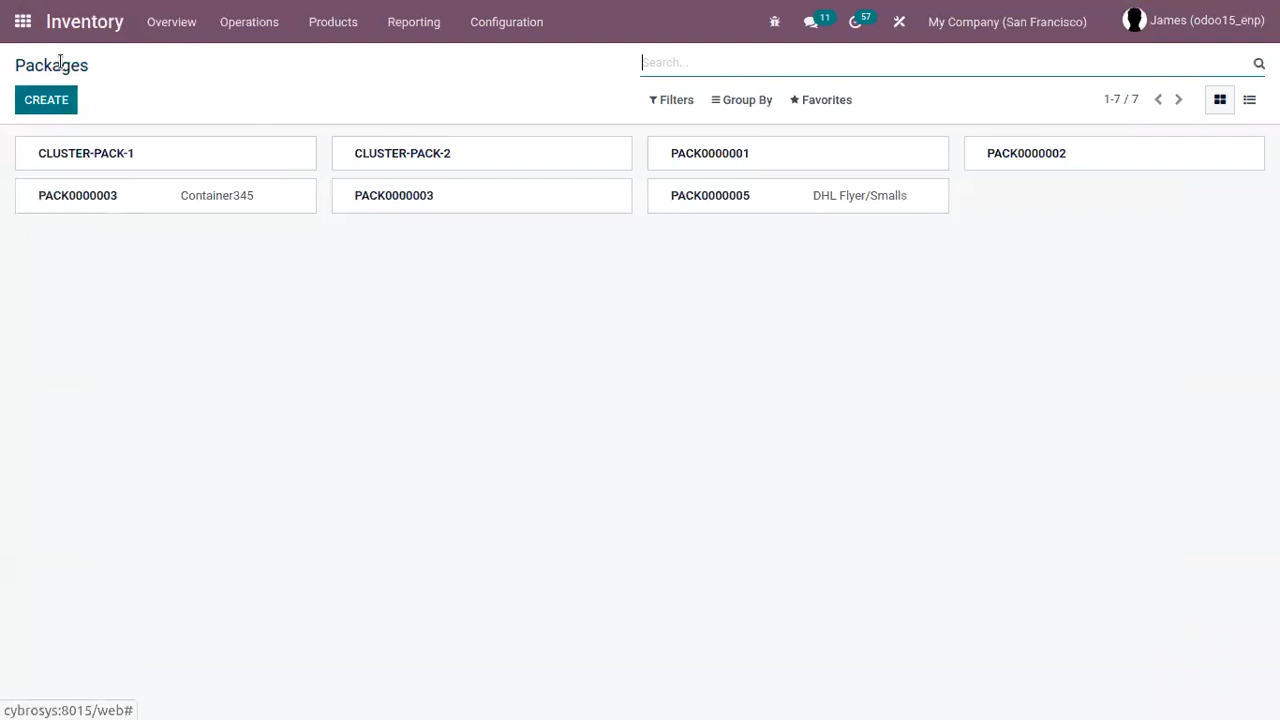 Inventory Overview Operations Products Reporting Configuration 11 57 My Company (San Francisco) James (odoo15_enp)
Packages Search...
CREATE Filters Group By Favorites 1-7 / 7
CLUSTER-PACK-1 CLUSTER-PACK-2 PACK0000001 PACK0000002
PACK0000003 Container345 PACK0000003 PACK0000005 DHL Flyer/Smalls
cybrosys:8015/web#